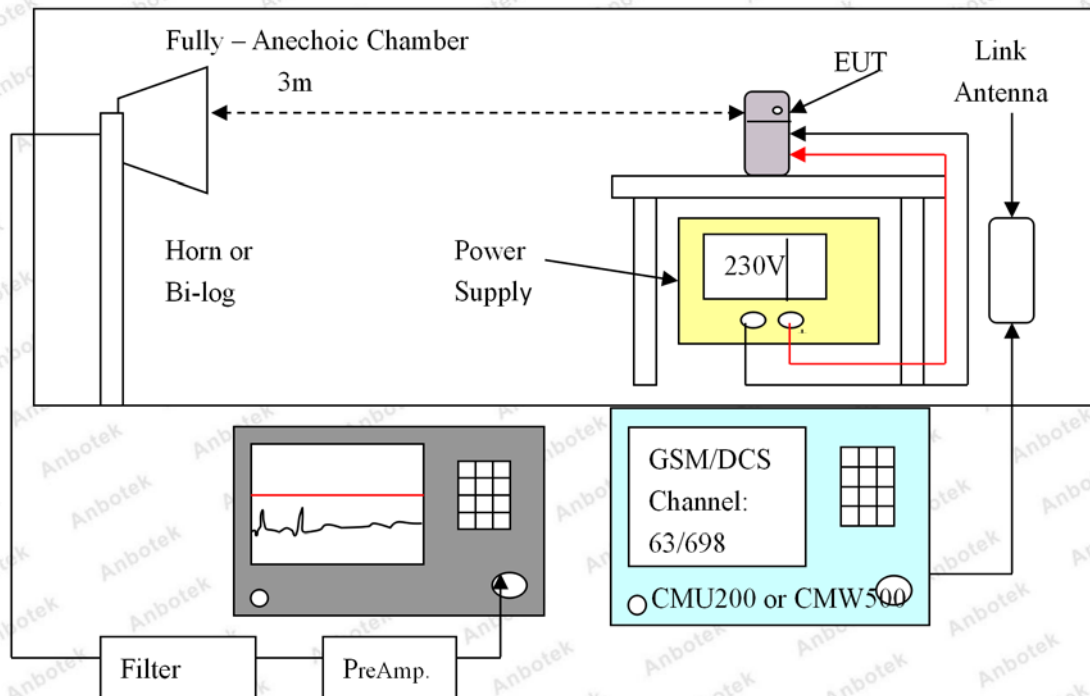 Fully – Anechoic Chamber
3m
EUT
Link
Antenna
Horn or
Bi-log
Power
Supply
230V
GSM/DCS
Channel:
63/698
CMU200 or CMW500
Filter
PreAmp.
Anbotek